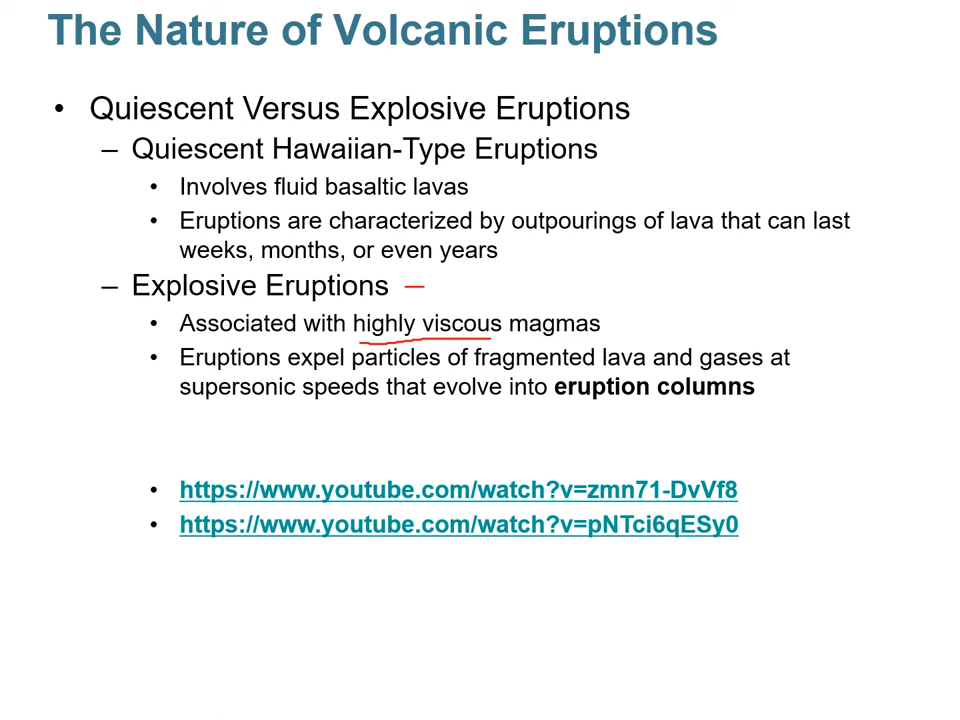 The Nature of Volcanic Eruptions
• Quiescent Versus Explosive Eruptions
– Quiescent Hawaiian-Type Eruptions
• Involves fluid basaltic lavas
• Eruptions are characterized by outpourings of lava that can last
weeks, months, or even years
– Explosive Eruptions
• Associated with highly viscous magmas
• Eruptions expel particles of fragmented lava and gases at
supersonic speeds that evolve into eruption columns
• https://www.youtube.com/watch?v=zmn71-DvVf8
• https://www.youtube.com/watch?v=pNTci6qESy0